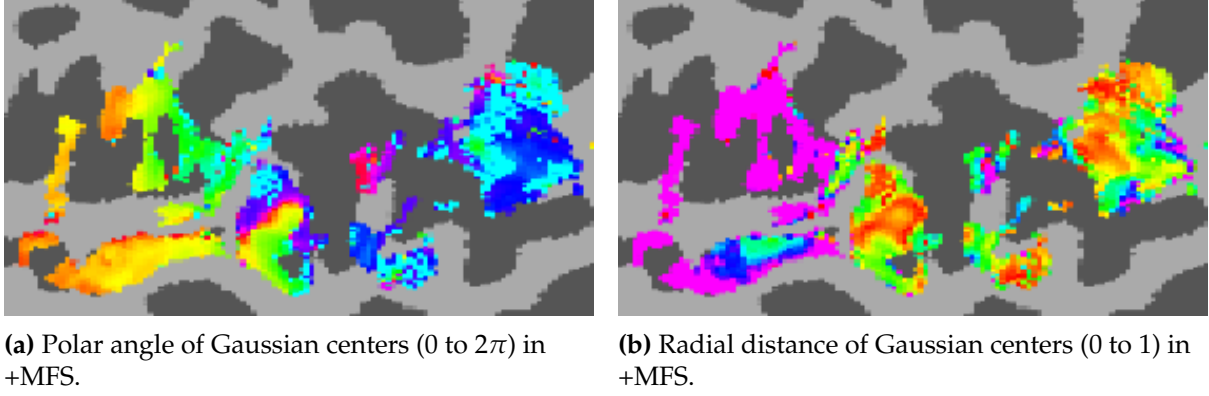 (a) Polar angle of Gaussian centers (0 to 2π) in
+MFS.
(b) Radial distance of Gaussian centers (0 to 1) in
+MFS.